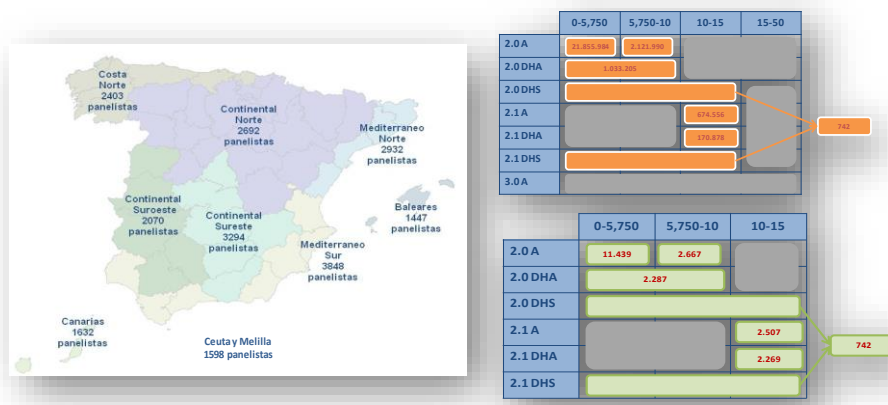 Costa
Norte
2403
panelistas
Continental
Norte
2692
panelistas
Mediterraneo
Norte
2932
panelistas
Continental
Suroeste
2070
panelistas
Continental
Sureste
3294
panelistas
Baleares
1447
panelistas
Mediterraneo
Sur
3848
panelistas
Canarias
1632
panelistas
Ceuta y Melilla
1598 panelistas
0-5,750 5,750-10 10-15 15-50
2.0 A 21.855.984 2.121.990
2.0 DHA 1.033.205
2.0 DHS
2.1 A 674.556
2.1 DHA 170.878
2.1 DHS
3.0 A
742
0-5,750 5,750-10 10-15
2.0 A 11.439 2.667
2.0 DHA 2.287
2.0 DHS
2.1 A 2.507
2.1 DHA 2.269
2.1 DHS
742